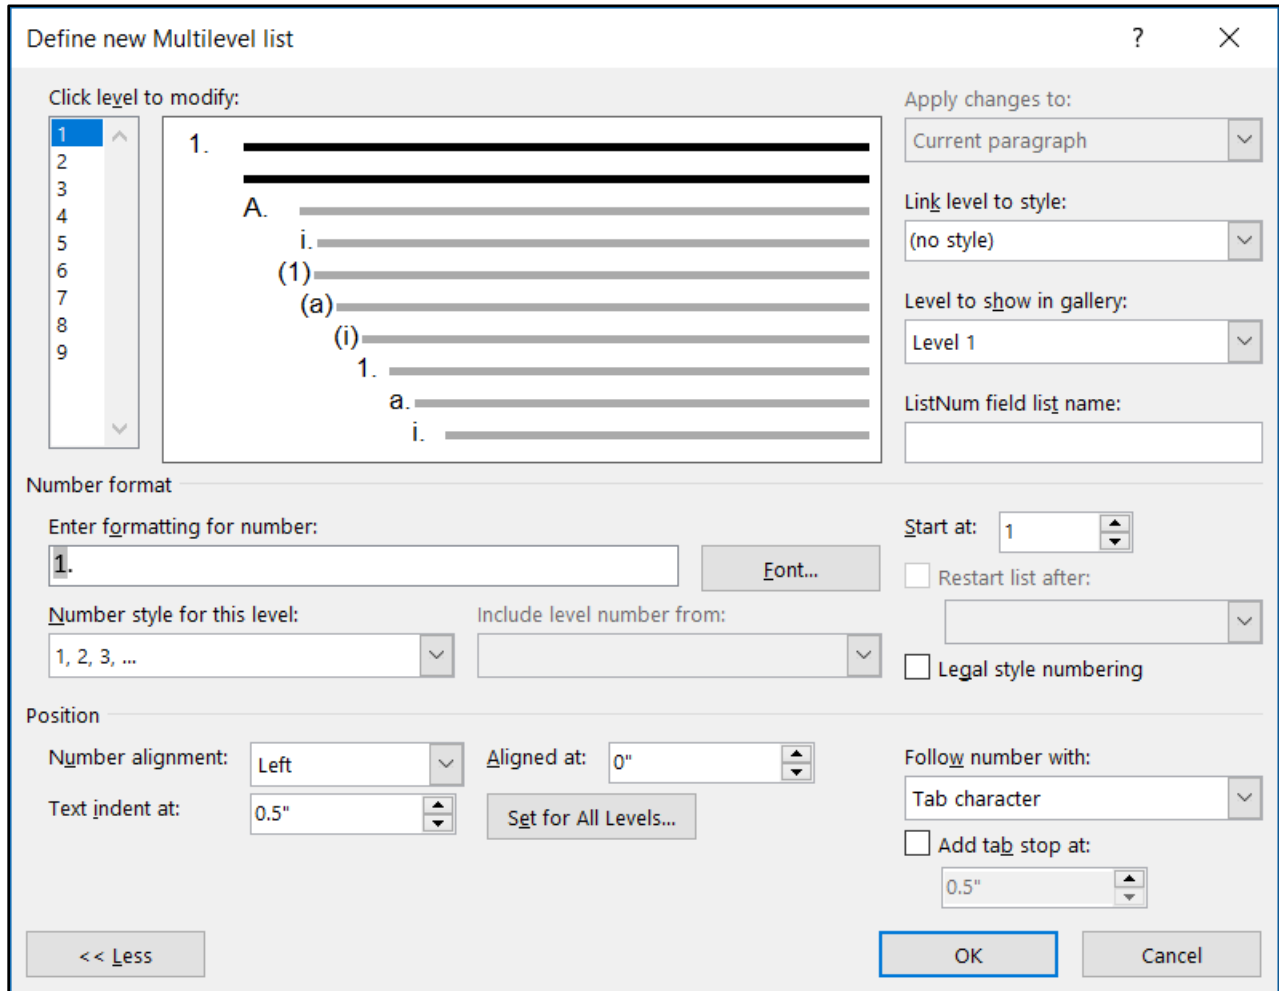 Define new Multilevel list ?
Click level to modify:
Apply changes to:
1
2
3
4
5
6
7
8
9
1.
A.
i.
(1)
(a)
(i)
1.
a.
i.
Current paragraph
Link level to style:
(no style)
Level to show in gallery:
Level 1
ListNum field list name:
Number format
Enter formatting for number:
1.
Font...
Start at: 1
Restart list after:
Number style for this level:
1, 2, 3, ...
Include level number from:
Legal style numbering
Position
Number alignment: Left
Aligned at: 0"
Text indent at: 0.5"
Set for All Levels...
Follow number with:
Tab character
Add tab stop at:
0.5"
<< Less
OK
Cancel